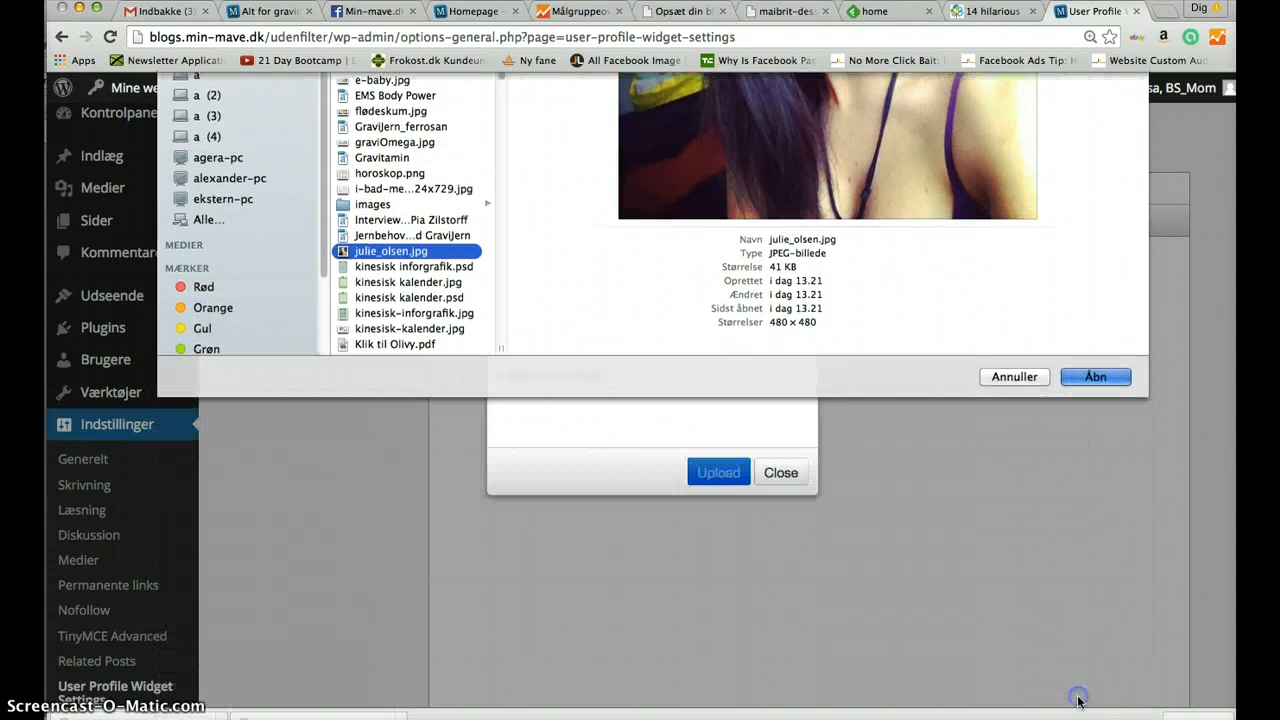 Indbakke (3)
Alt for gravi
Min-mave.dk
Homepage -
Målgruppeo
Opsæt din bl
maibrit-dess
home
14 hilarious
User Profile W
Dig
blogs.min-mave.dk/udenfilter/wp-admin/options-general.php?page=user-profile-widget-settings
Apps
Newsletter Applicat
21 Day Bootcamp |
Frokost.dk Kundeun
Ny fane
All Facebook Image
Why Is Facebook Pag
No More Click Bait:
Facebook Ads Tip: H
Website Custom Aud
Mine we
sa, BS_Mom
Kontrolpane
Indlæg
Medier
Sider
Kommentare
Udseende
Plugins
Brugere
Værktøjer
Indstillinger
Generelt
Skrivning
Læsning
Diskussion
Medier
Permanente links
Nofollow
TinyMCE Advanced
Related Posts
User Profile Widget
Settings
a
a (2)
a (3)
a (4)
agera-pc
alexander-pc
ekstern-pc
Alle...
MEDIER
MÆRKER
Rød
Orange
Gul
Grøn
e-baby.jpg
EMS Body Power
flødeskum.jpg
GraviJern_ferrosan
graviOmega.jpg
Gravitamin
horoskop.png
i-bad-me...24x729.jpg
images
Interview...Pia Zilstorff
Jernbehov...d GraviJern
julie_olsen.jpg
kinesisk inforgrafik.psd
kinesisk kalender.jpg
kinesisk kalender.psd
kinesisk-inforgrafik.jpg
kinesisk-kalender.jpg
Klik til Olivy.pdf
Navn julie_olsen.jpg
Type JPEG-billede
Størrelse 41 KB
Oprettet i dag 13.21
Ændret i dag 13.21
Sidst åbnet i dag 13.21
Størrelser 480 × 480
Annuller
Åbn
Upload
Close
Screencast-O-Matic.com